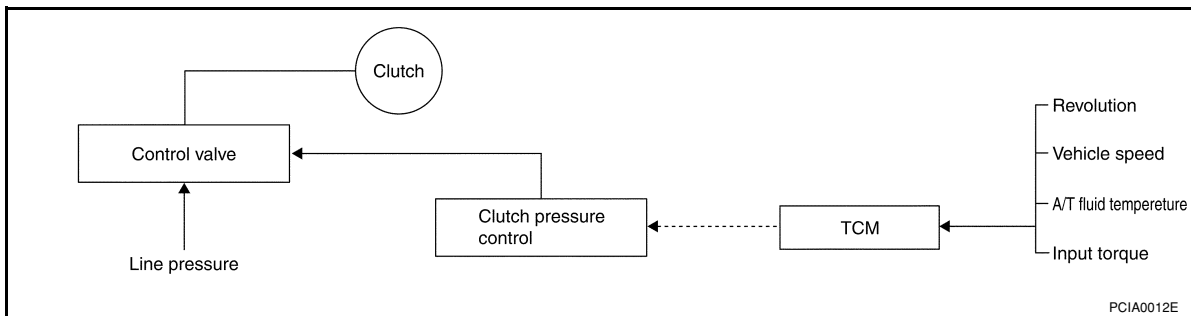 Clutch
Control valve
Line pressure
Clutch pressure
control
TCM
Revolution
Vehicle speed
A/T fluid tempereture
Input torque
PCIA0012E